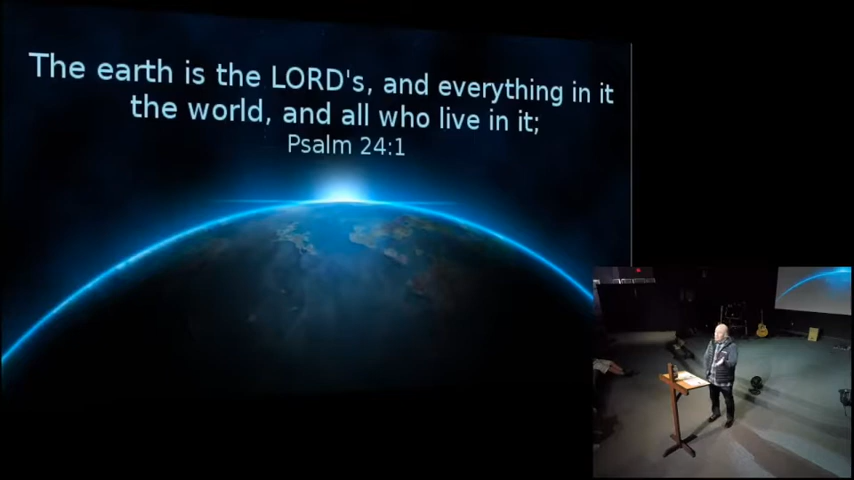 The earth is the LORD's, and everything in it
the world, and all who live in it;
Psalm 24:1